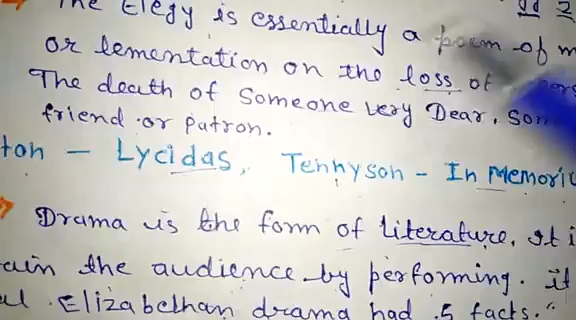 The Elegy is essentially a poem of
or lementation on the loss of
The death of Someone very Dear, Som
friend or Patron.
ton – Lycidas, Tennyson – In Memori
Drama is the form of literature, It i
ain the audience by performing. it
al Elizabethan drama had 5 facts."